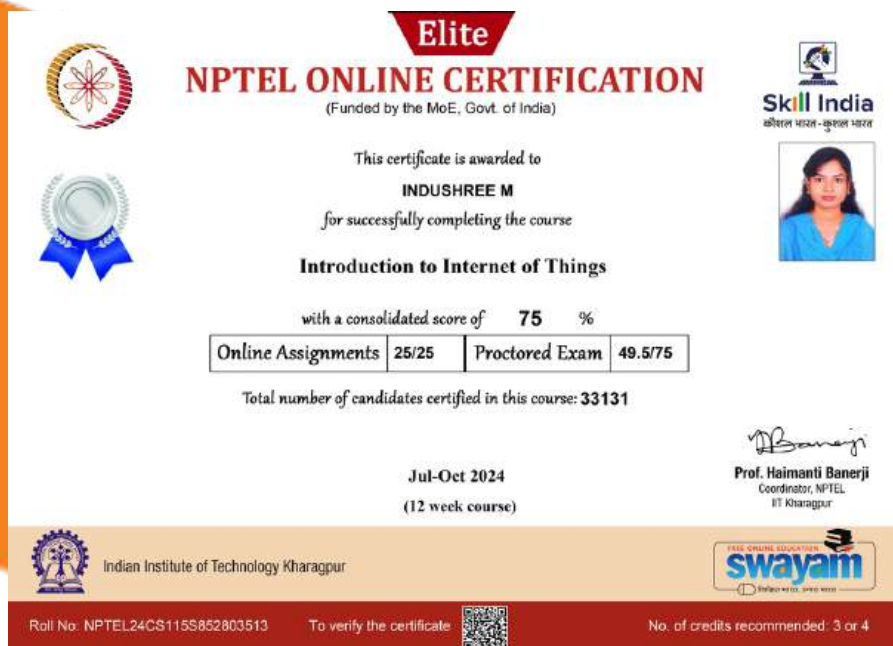 Elite
NPTEL ONLINE CERTIFICATION
(Funded by the MoE, Govt. of India)
Skill India
कौशल भारत - कुशल भारत
This certificate is awarded to
INDUSHREE M
for successfully completing the course
Introduction to Internet of Things
with a consolidated score of 75 %
Online Assignments 25/25 Proctored Exam 49.5/75
Total number of candidates certified in this course: 33131
Jul-Oct 2024
(12 week course)
Prof. Haimanti Banerji
Coordinator, NPTEL
IIT Kharagpur
Indian Institute of Technology Kharagpur
FREE ONLINE EDUCATION
swayam
Roll No: NPTEL24CS115S852803513 To verify the certificate No. of credits recommended: 3 or 4